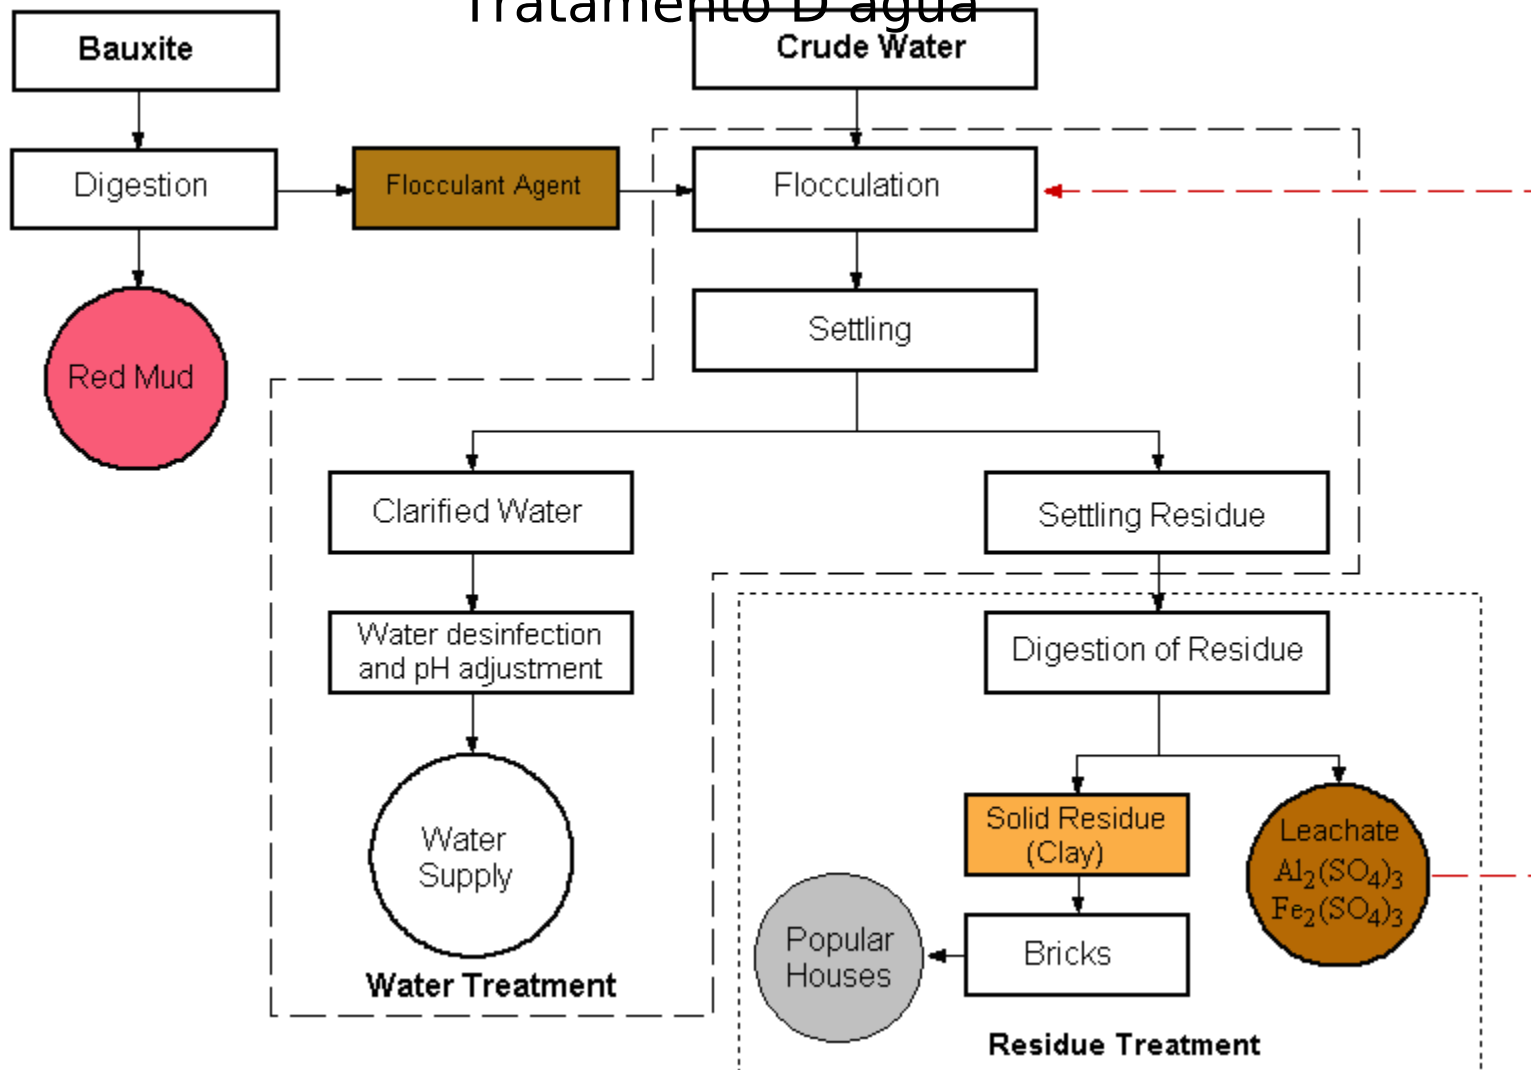 Tratamento D'agua
Bauxite
Crude Water
Digestion
Flocculant Agent
Flocculation
Red Mud
Settling
Clarified Water
Settling Residue
Water desinfection
and pH adjustment
Digestion of Residue
Water
Supply
Solid Residue
(Clay)
Leachate
Al₂(SO₄)₃
Fe₂(SO₄)₃
Popular
Houses
Bricks
Water Treatment
Residue Treatment